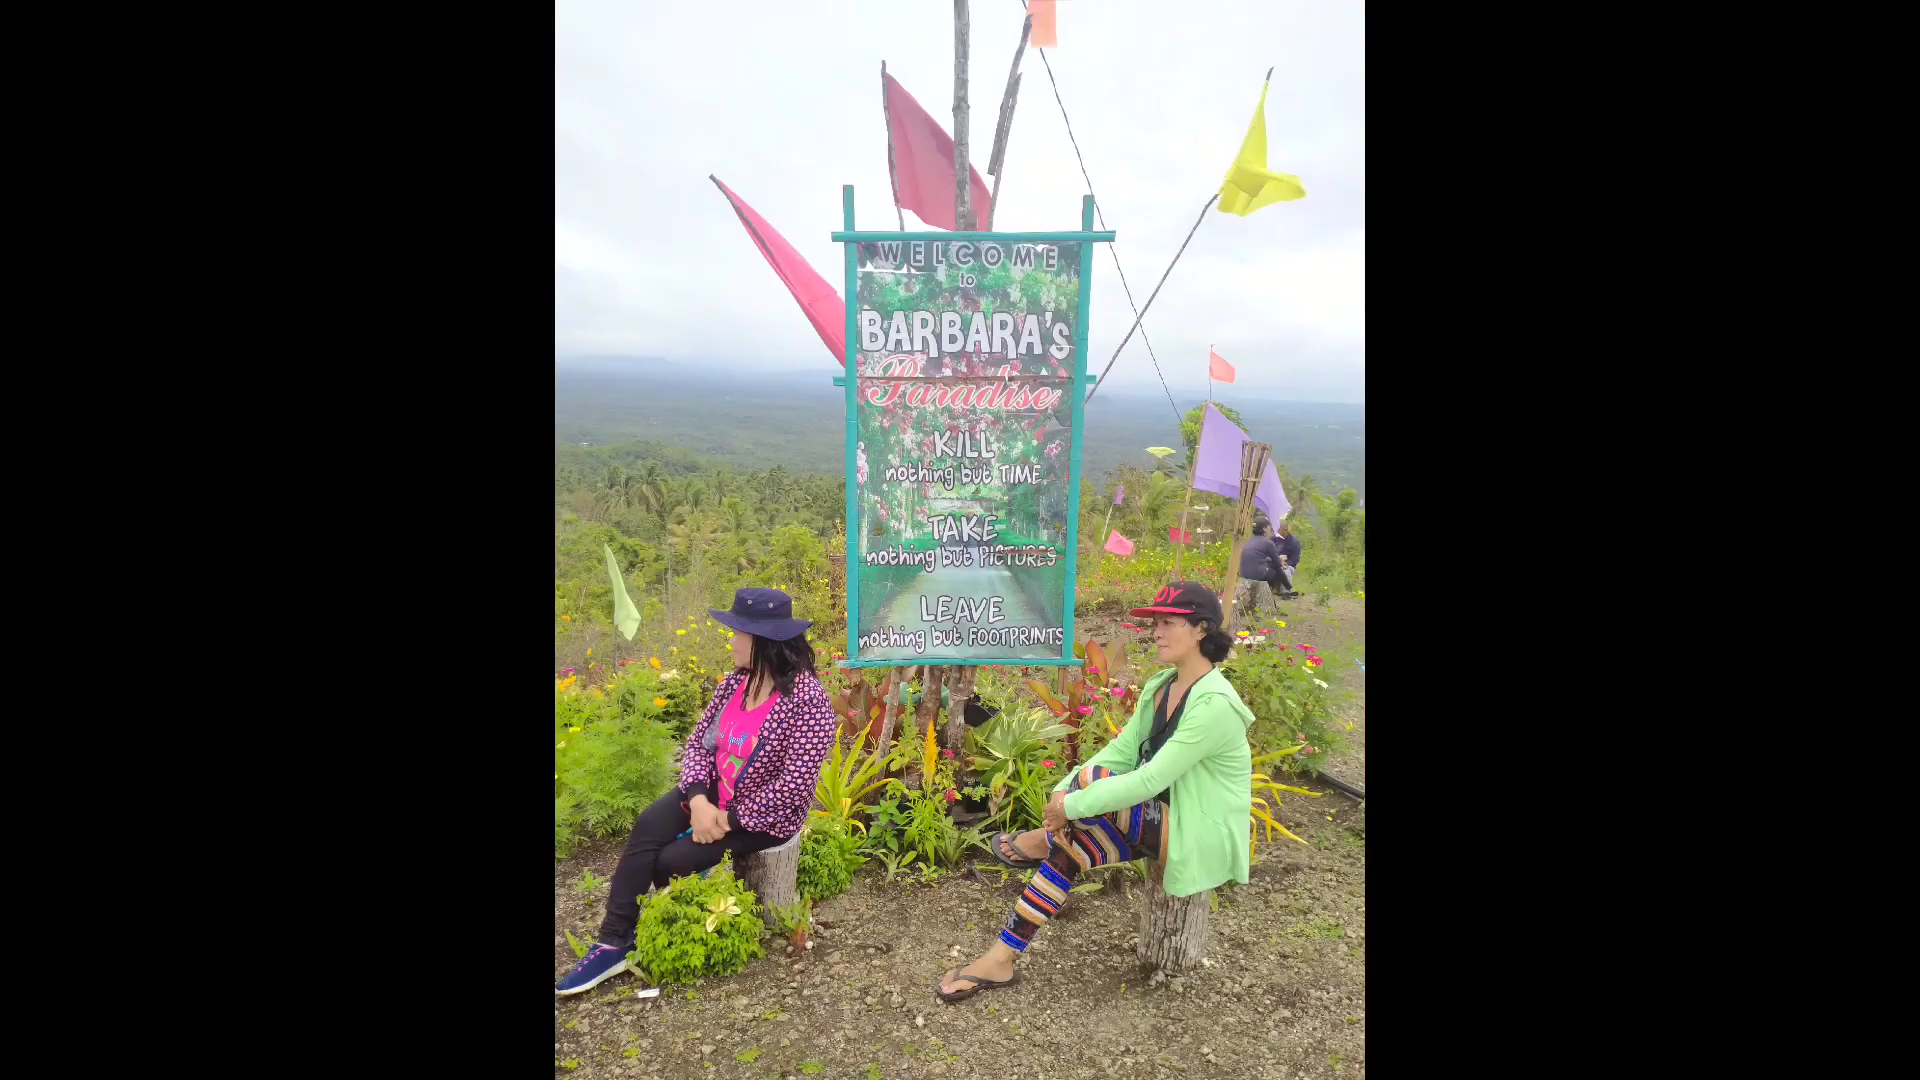 WELCOME
to
BARBARA's
Paradise
KILL
nothing but TIME
TAKE
nothing but PICTURES
LEAVE
nothing but FOOTPRINTS